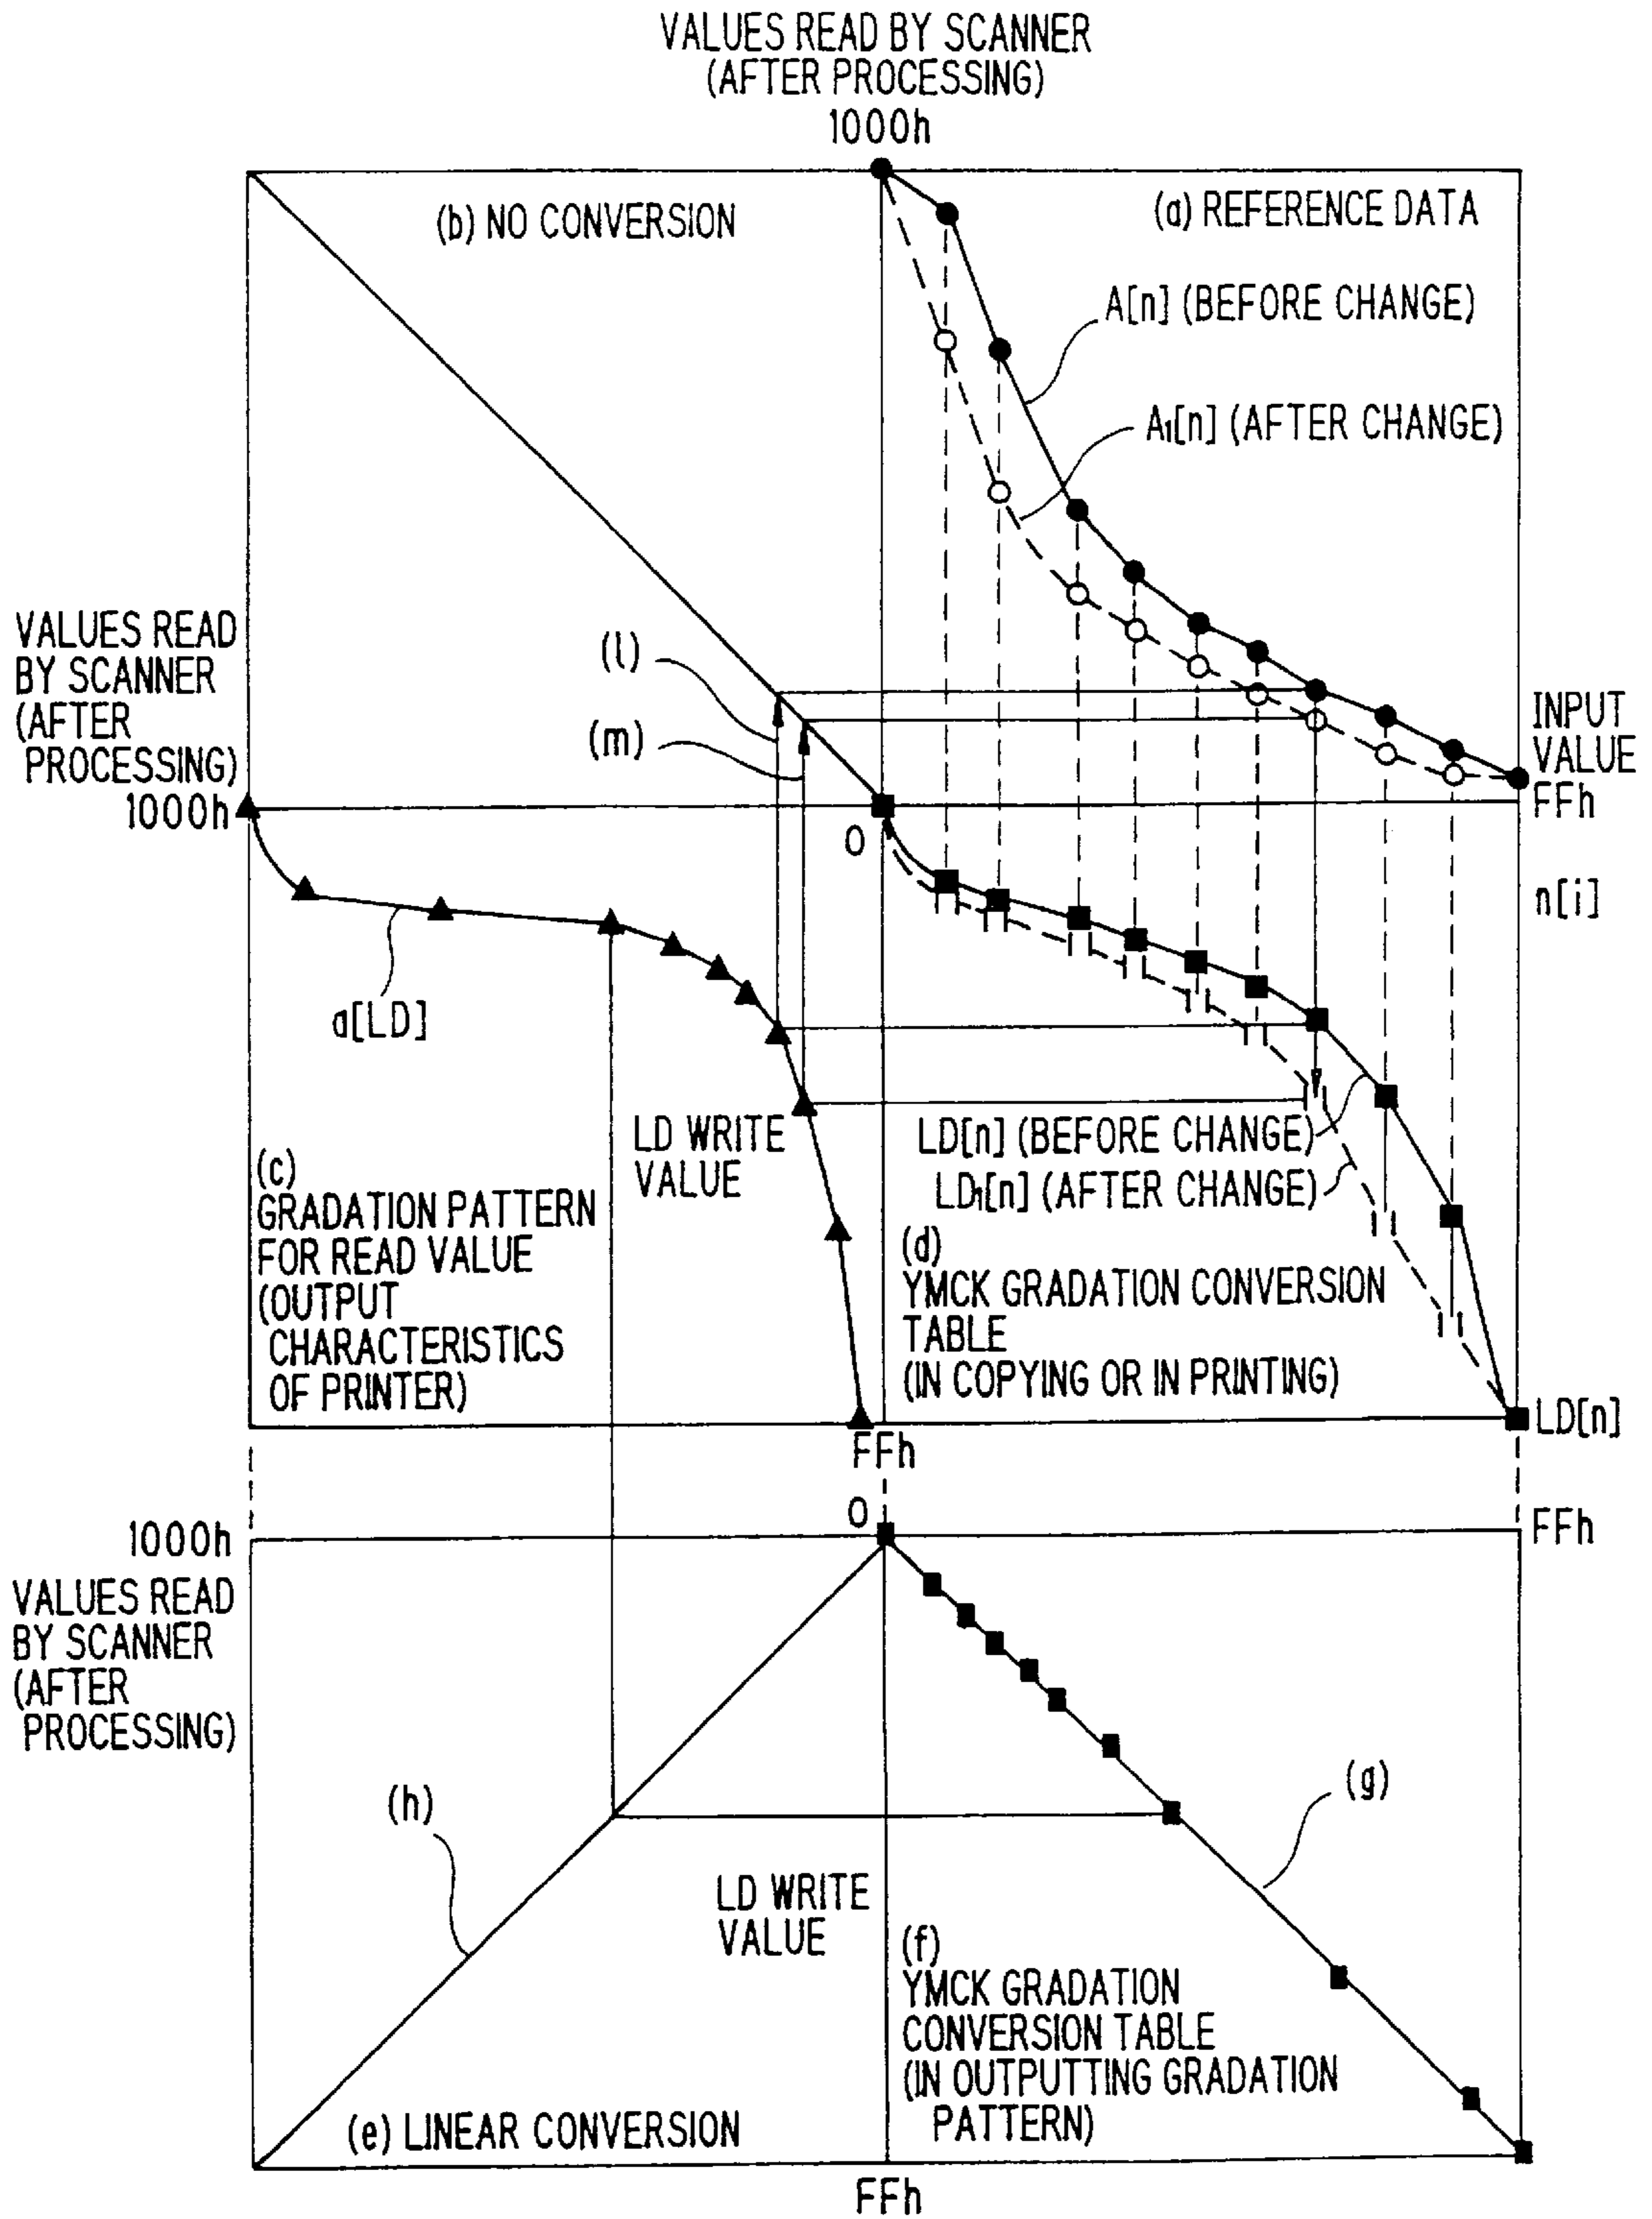 VALUES READ BY SCANNER
(AFTER PROCESSING)
1000h
(b) NO CONVERSION
(a) REFERENCE DATA
A[n] (BEFORE CHANGE)
A1[n] (AFTER CHANGE)
VALUES READ
BY SCANNER
(AFTER
PROCESSING)
1000h
(l)
(m)
INPUT
VALUE
FFh
0
n[i]
a[LD]
LD WRITE
VALUE
LD[n] (BEFORE CHANGE)
LD1[n] (AFTER CHANGE)
(c)
GRADATION PATTERN
FOR READ VALUE
(OUTPUT
CHARACTERISTICS
OF PRINTER)
(d)
YMCK GRADATION CONVERSION
TABLE
(IN COPYING OR IN PRINTING)
LD[n]
FFh
0
1000h
FFh
VALUES READ
BY SCANNER
(AFTER
PROCESSING)
(h)
(g)
LD WRITE
VALUE
(f)
YMCK GRADATION
CONVERSION TABLE
(IN OUTPUTTING GRADATION
PATTERN)
(e) LINEAR CONVERSION
FFh